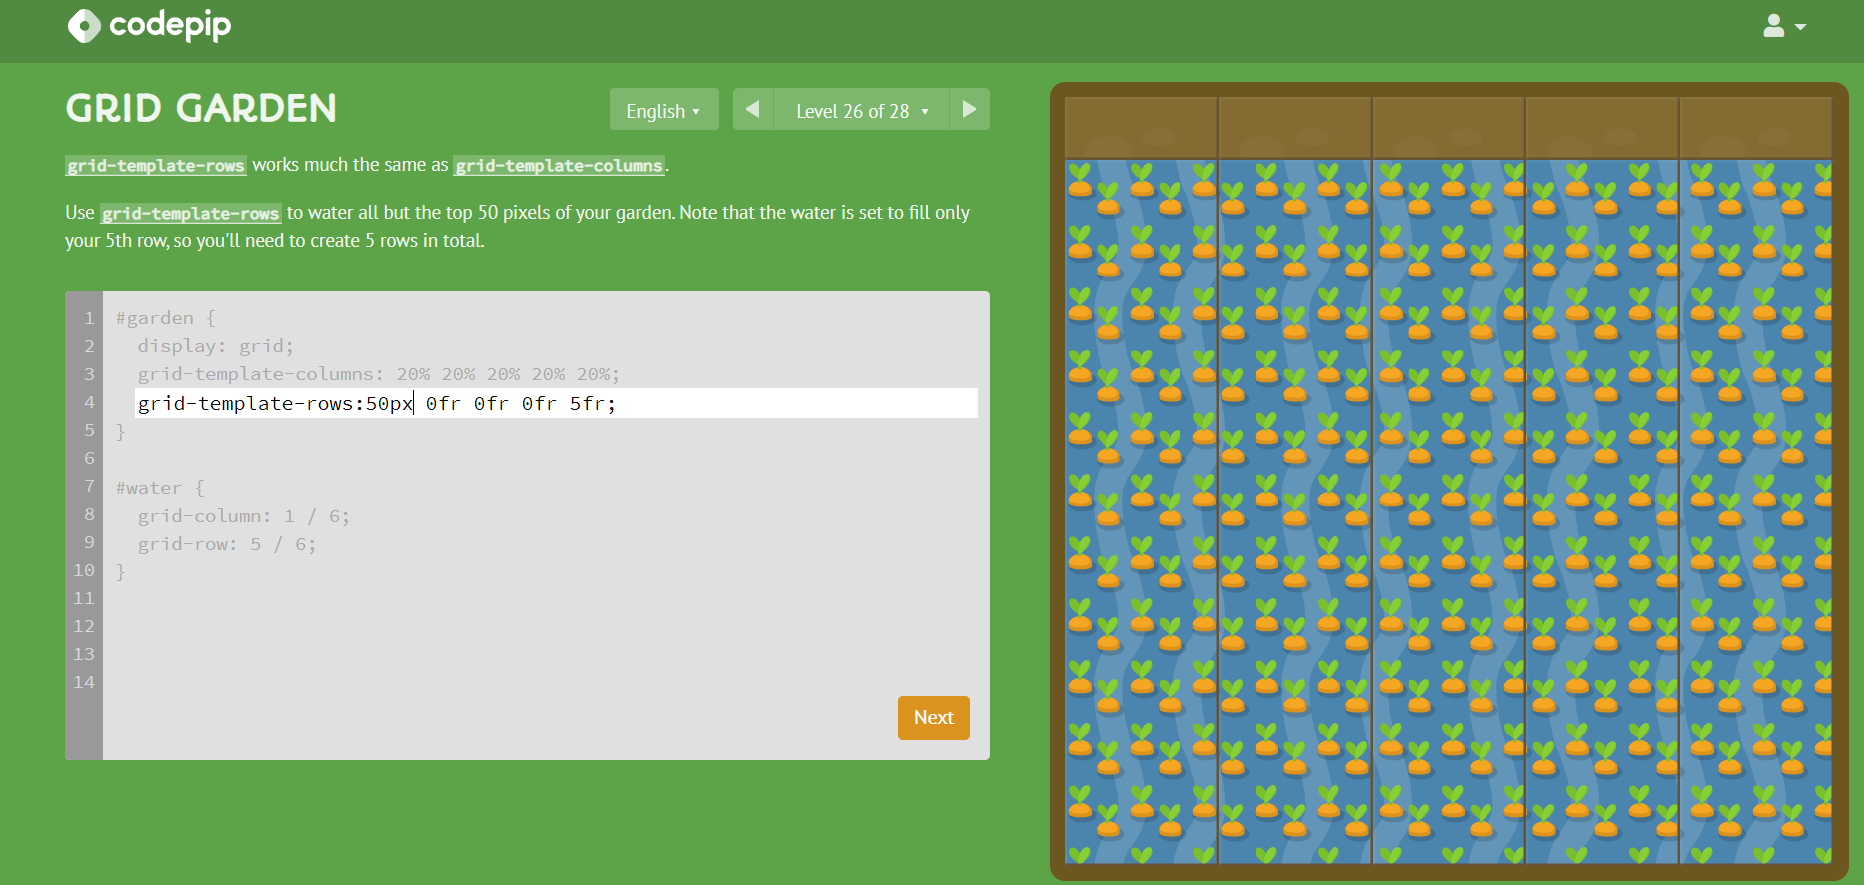 codepip
GRID GARDEN
English ▾
◀ Level 26 of 28 ▾ ▶
grid-template-rows works much the same as grid-template-columns.
Use grid-template-rows to water all but the top 50 pixels of your garden. Note that the water is set to fill only
your 5th row, so you'll need to create 5 rows in total.
1 #garden {
2 display: grid;
3 grid-template-columns: 20% 20% 20% 20% 20%;
4 grid-template-rows:50px 0fr 0fr 0fr 5fr;
5 }
6
7 #water {
8 grid-column: 1 / 6;
9 grid-row: 5 / 6;
10 }
11
12
13
14
Next